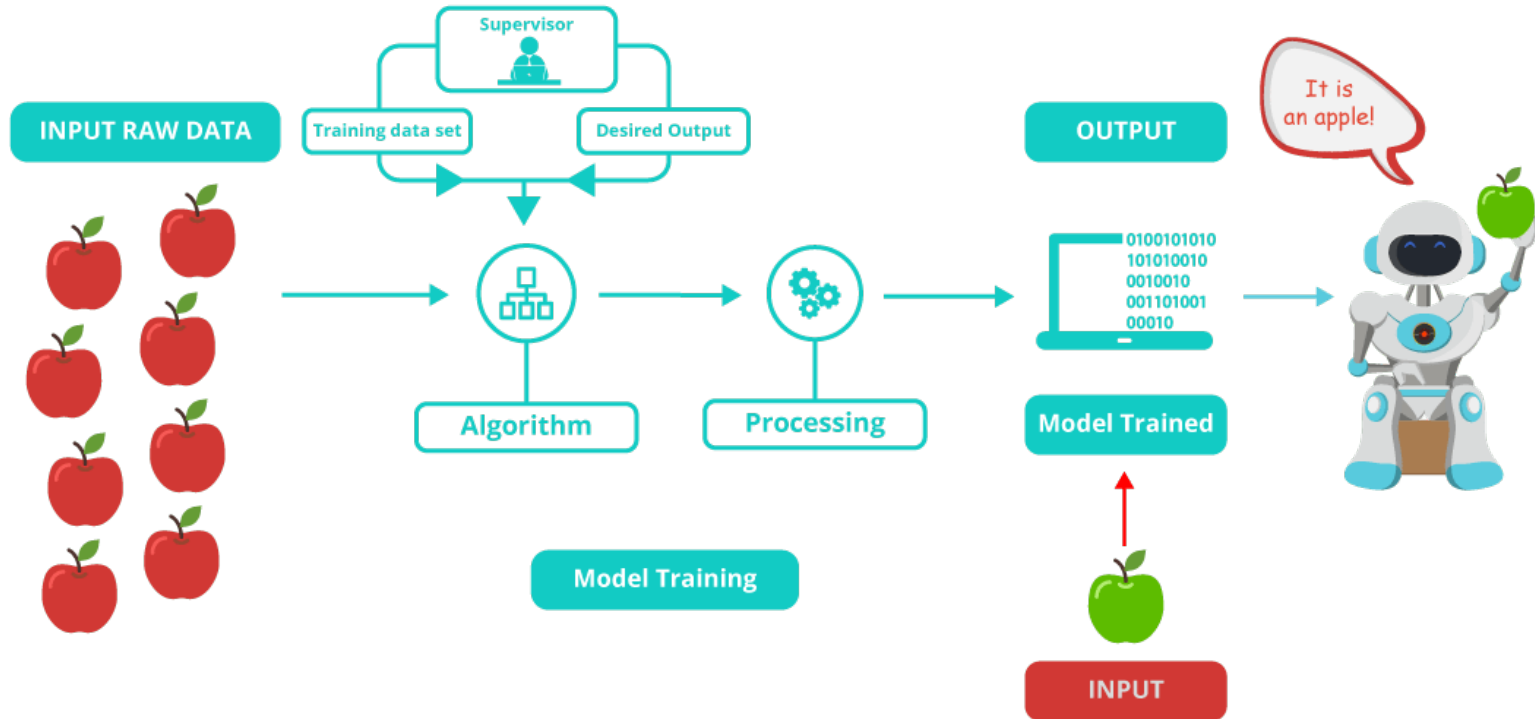 Supervisor
INPUT RAW DATA
Training data set
Desired Output
OUTPUT
It is
an apple!
0100101010
101010010
0010010
001101001
00010
Algorithm
Processing
Model Trained
Model Training
INPUT